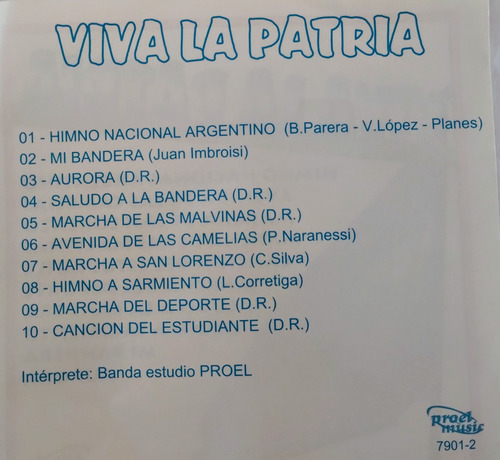 VIVA LA PATRIA
01 - HIMNO NACIONAL ARGENTINO (B.Parera - V.López - Planes)
02 - MI BANDERA (Juan Imbroisi)
03 - AURORA (D.R.)
04 - SALUDO A LA BANDERA (D.R.)
05 - MARCHA DE LAS MALVINAS (D.R.)
06 - AVENIDA DE LAS CAMELIAS (P.Naranessi)
07 - MARCHA A SAN LORENZO (C.Silva)
08 - HIMNO A SARMIENTO (L.Corretiga)
09 - MARCHA DEL DEPORTE (D.R.)
10 - CANCION DEL ESTUDIANTE (D.R.)
Intérprete: Banda estudio PROEL
proel
music
7901-2